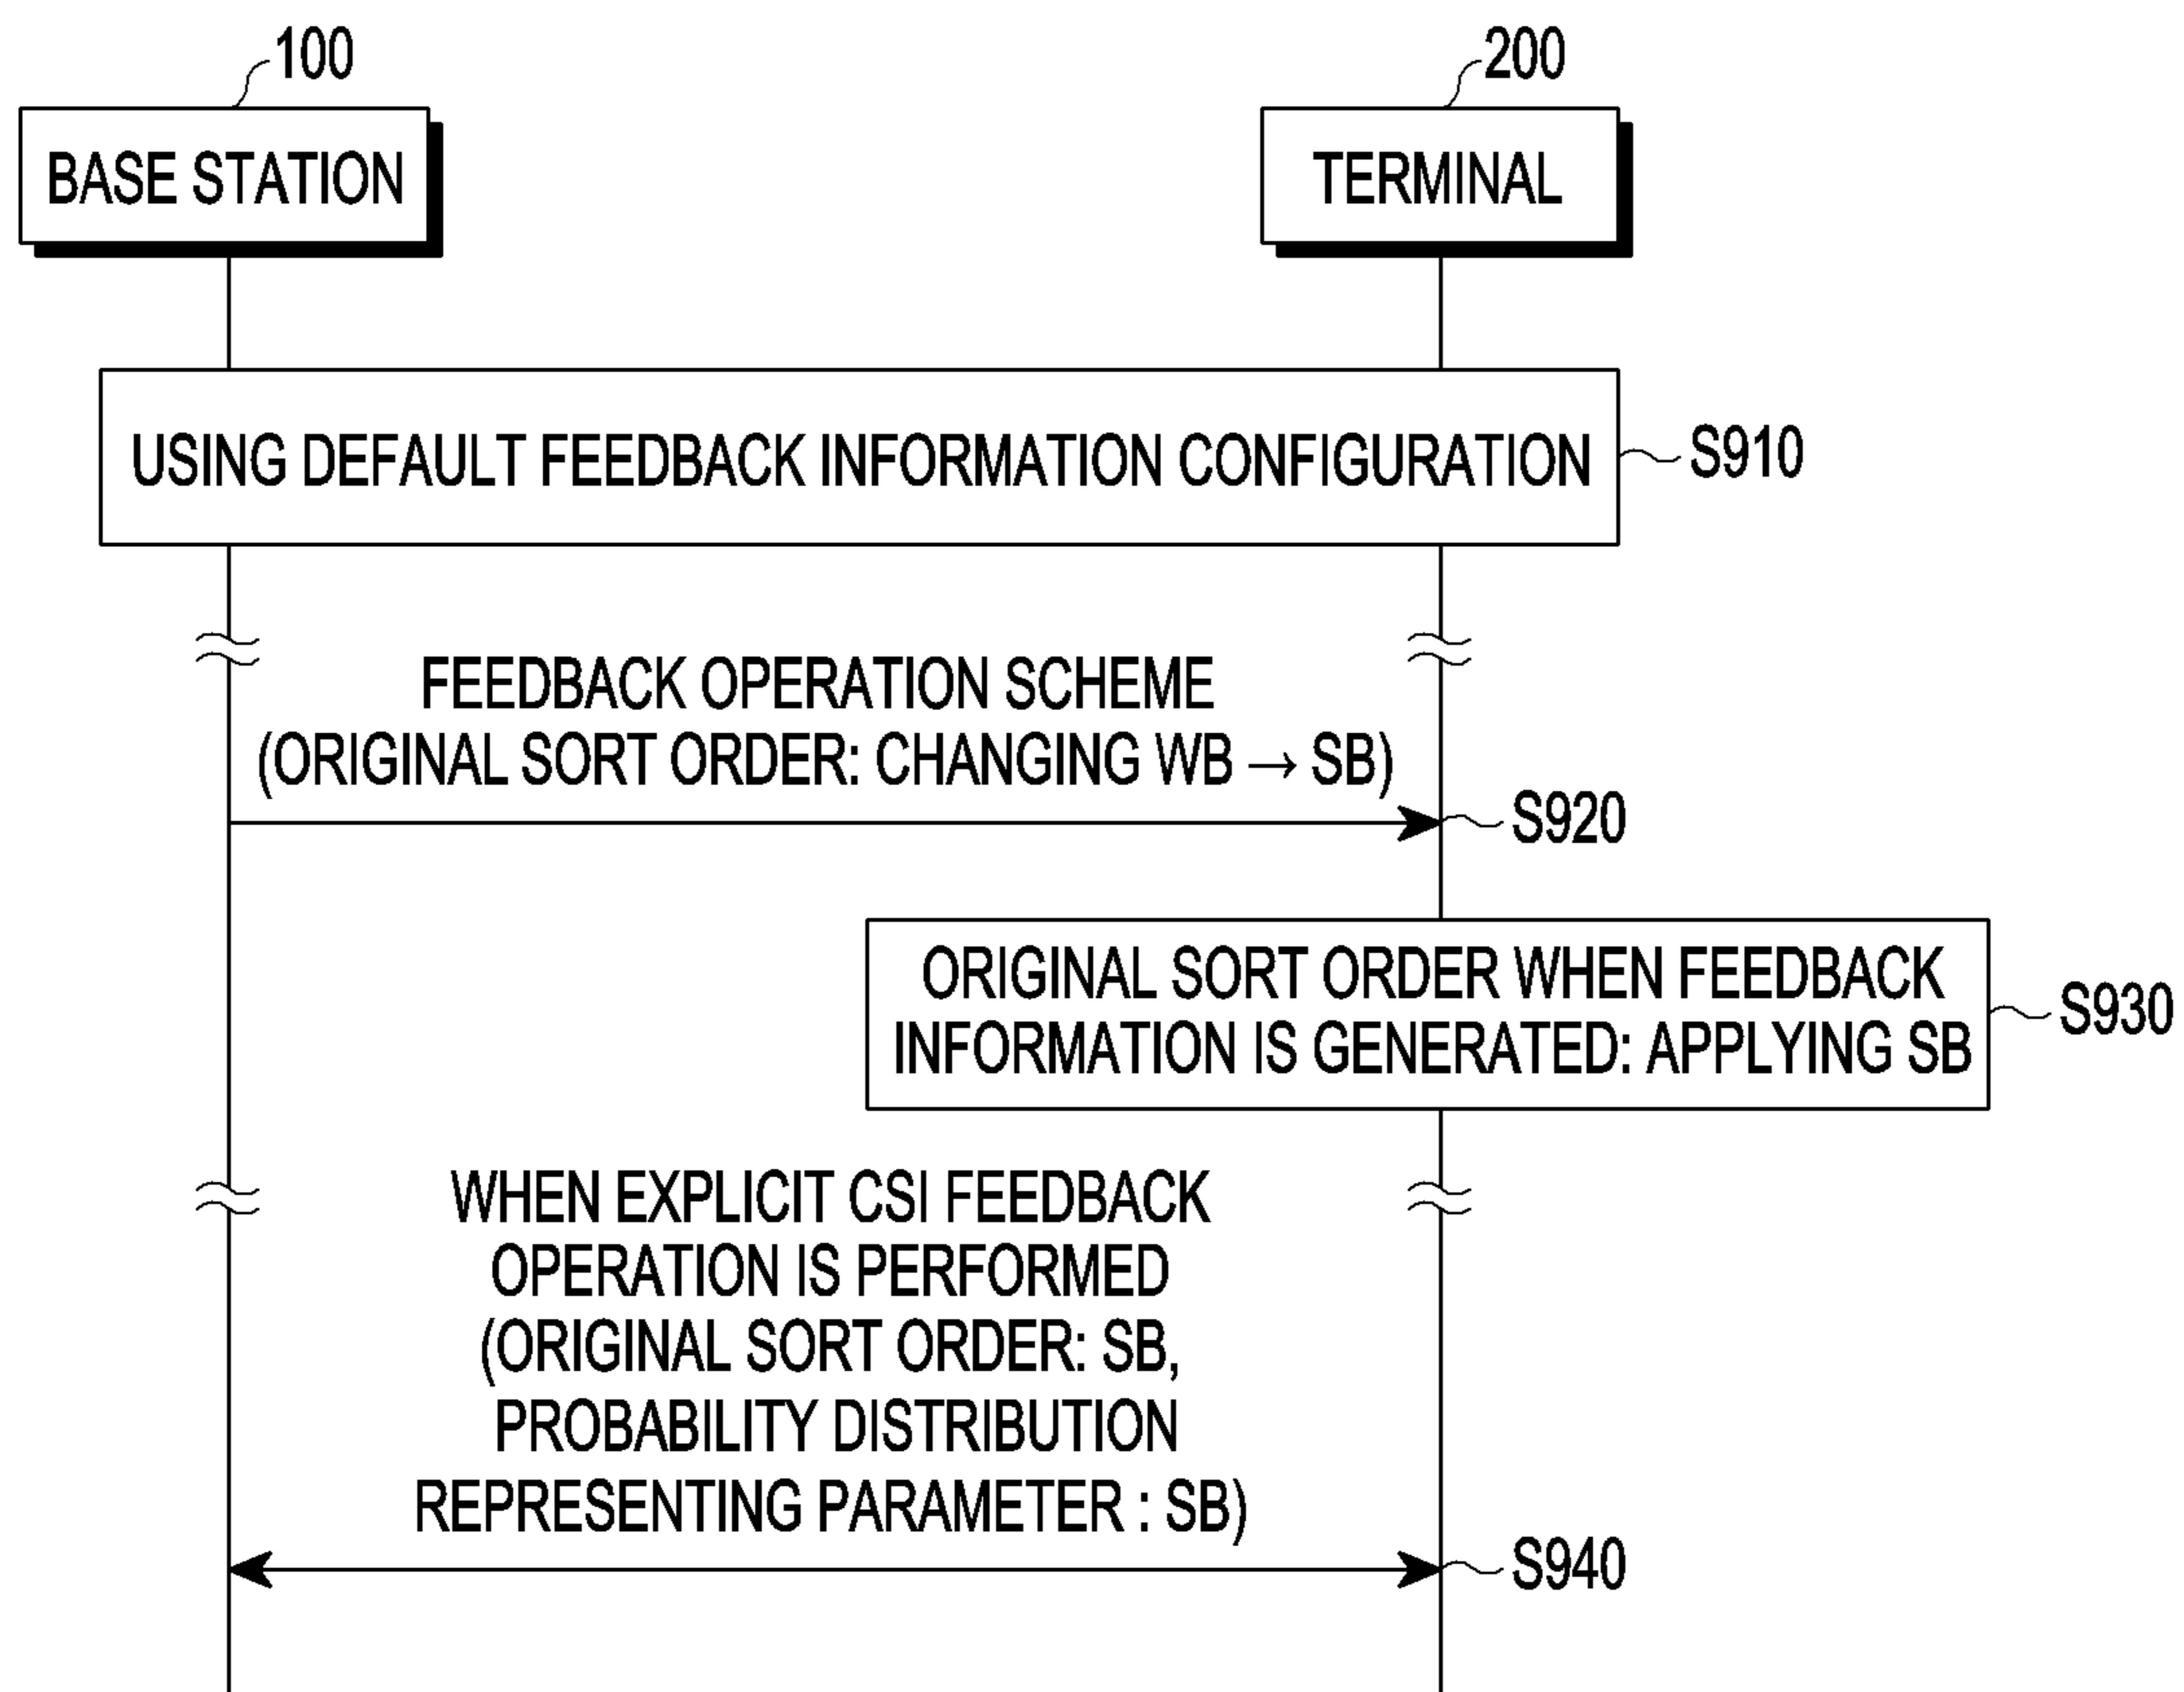 100
200
BASE STATION
TERMINAL
USING DEFAULT FEEDBACK INFORMATION CONFIGURATION
S910
FEEDBACK OPERATION SCHEME
(ORIGINAL SORT ORDER: CHANGING WB → SB)
S920
ORIGINAL SORT ORDER WHEN FEEDBACK
INFORMATION IS GENERATED: APPLYING SB
S930
WHEN EXPLICIT CSI FEEDBACK
OPERATION IS PERFORMED
(ORIGINAL SORT ORDER: SB,
PROBABILITY DISTRIBUTION
REPRESENTING PARAMETER : SB)
S940